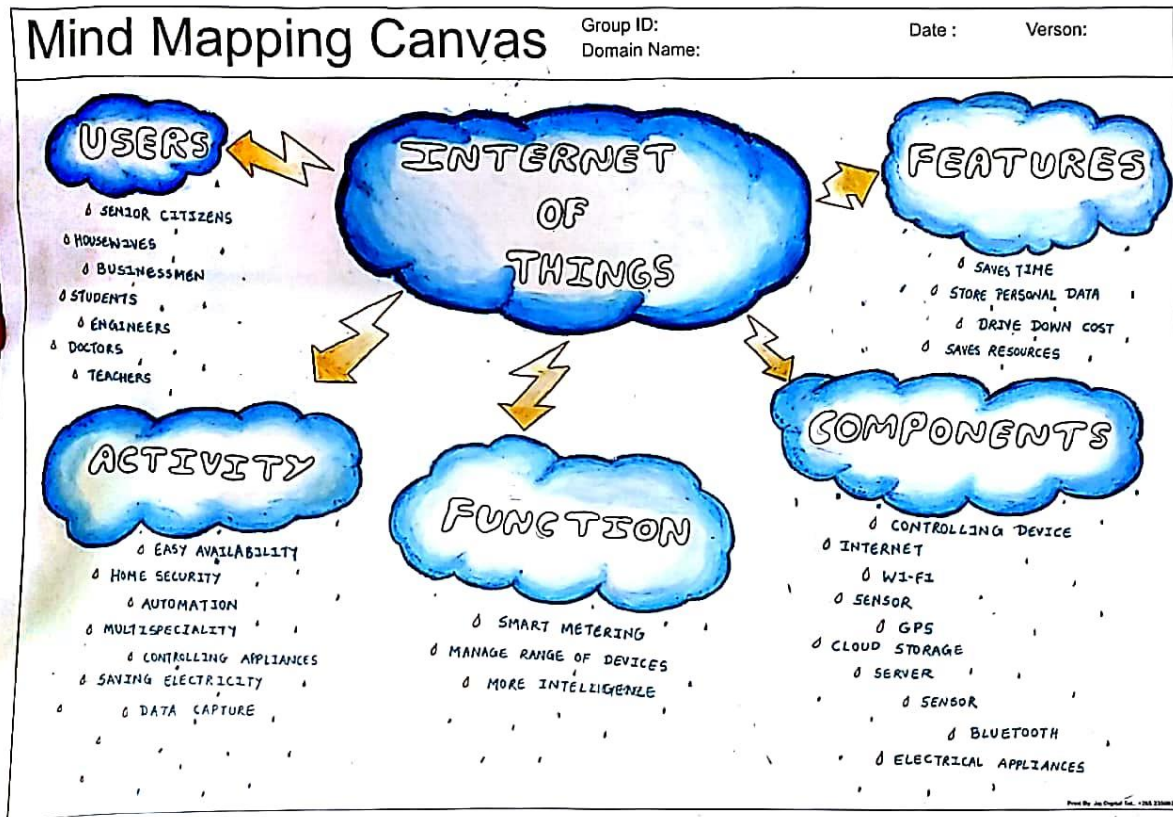 Mind Mapping Canvas
Group ID:
Domain Name:
Date :
Verson:
INTERNET
OF
THINGS
USERS
SENIOR CITIZENS
HOUSEWIVES
BUSINESSMEN
STUDENTS
ENGINEERS
DOCTORS
TEACHERS
FEATURES
SAVES TIME
STORE PERSONAL DATA
DRIVE DOWN COST
SAVES RESOURCES
ACTIVITY
EASY AVAILABILITY
HOME SECURITY
AUTOMATION
MULTISPECIALITY
CONTROLLING APPLIANCES
SAVING ELECTRICITY
DATA CAPTURE
FUNCTION
SMART METERING
MANAGE RANGE OF DEVICES
MORE INTELLIGENCE
COMPONENTS
CONTROLLING DEVICE
INTERNET
WI-FI
SENSOR
GPS
CLOUD STORAGE
SERVER
SENSOR
BLUETOOTH
ELECTRICAL APPLIANCES